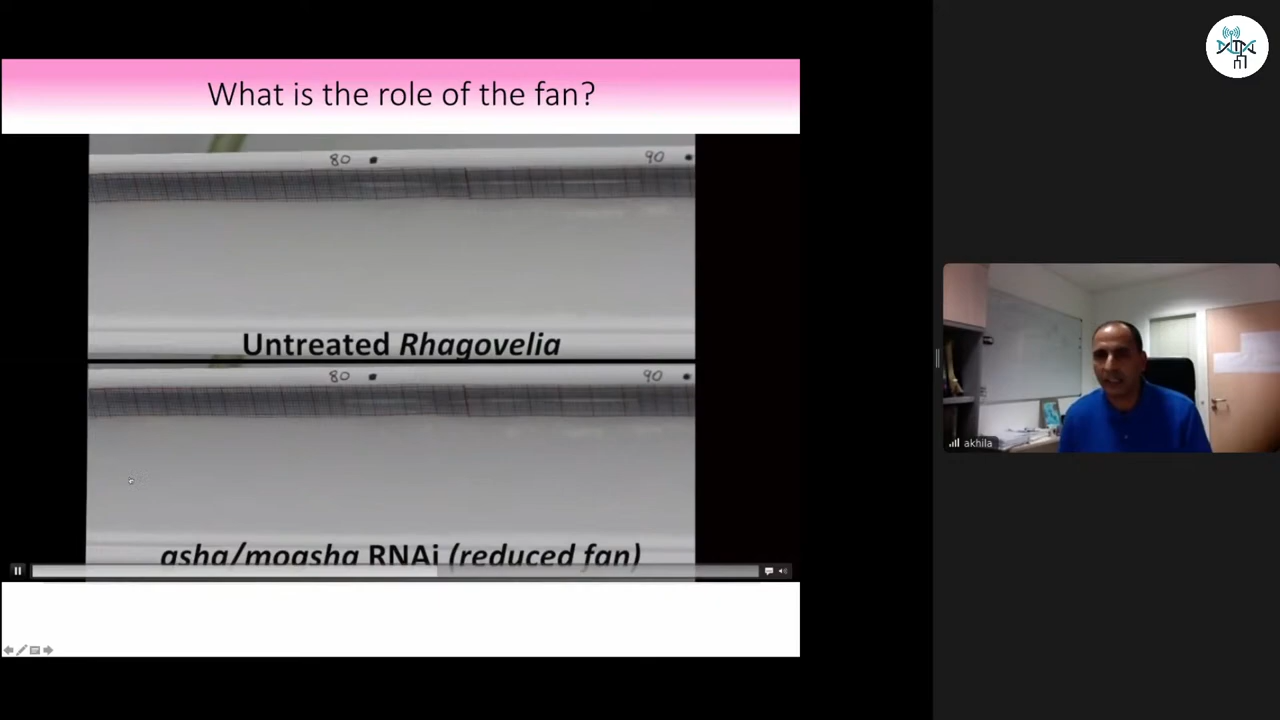 What is the role of the fan?
80
90
Untreated Rhagovelia
80
90
asha/moasha RNAi (reduced fan)
akhila